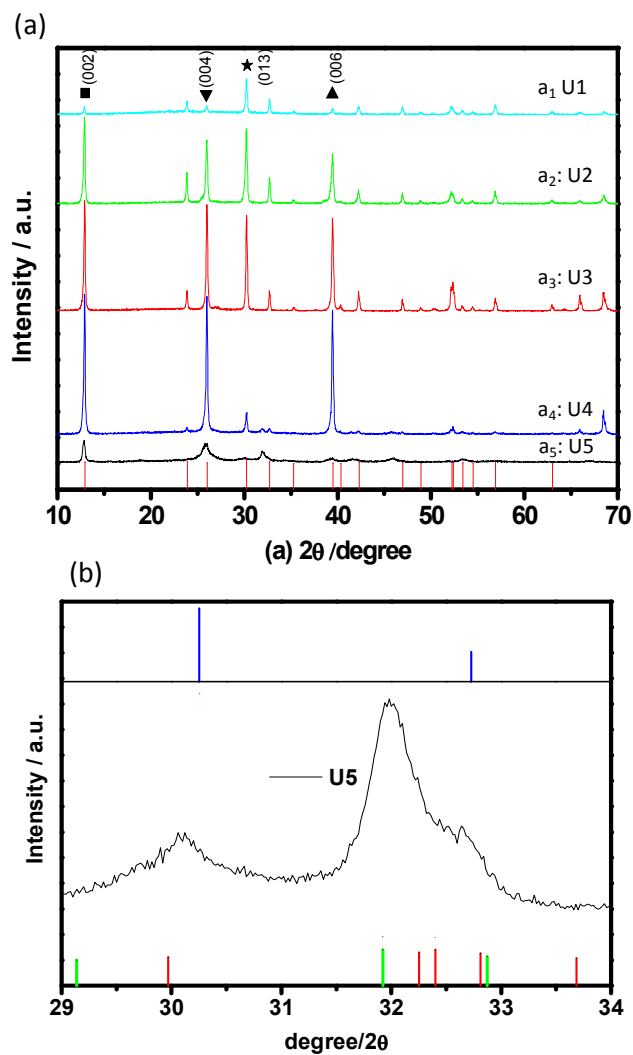 (a)
■(002)
▼(004)
★(013)
▲(006)
a₁ U1
a₂: U2
a₃: U3
a₄: U4
a₅: U5
Intensity / a.u.
10 20 30 40 50 60 70
(a) 2θ /degree
(b)
U5
Intensity / a.u.
29 30 31 32 33 34
degree/2θ